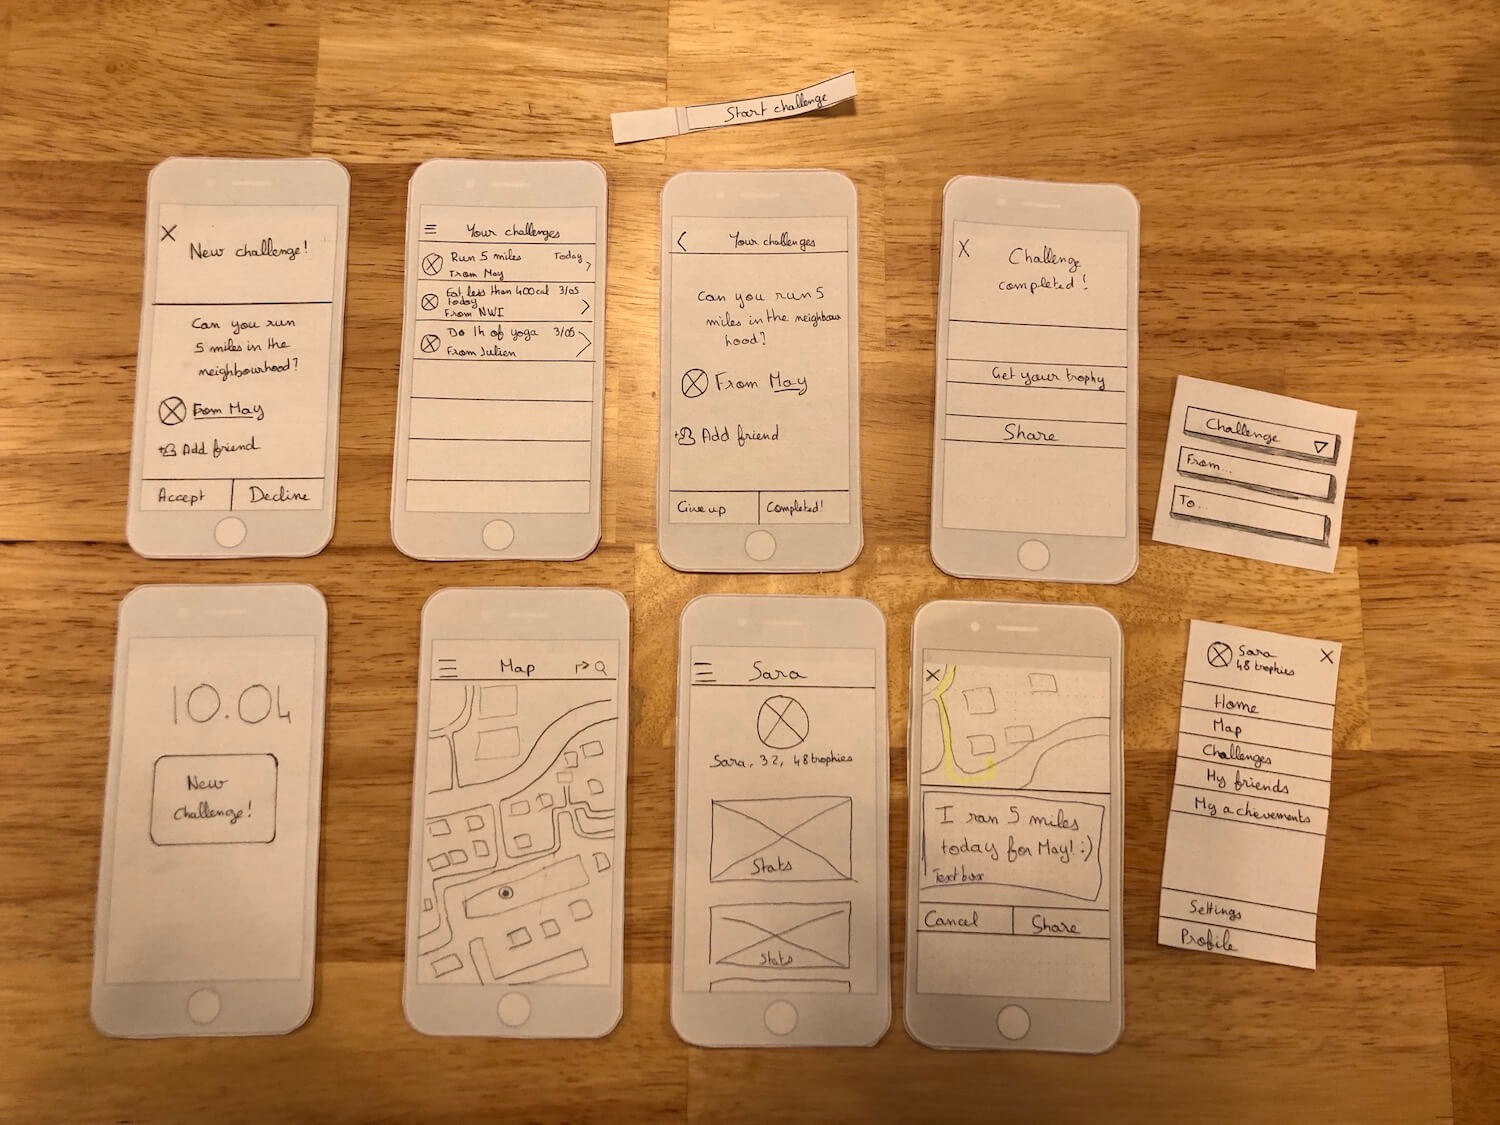 Start challenge
New challenge!
Can you run
5 miles in the
neighbourhood?
From May
Add friend
Accept
Decline
Your challenges
Run 5 miles
Today
From May
Eat less than 400cal
3/05
today
From NWI
Do 1h of yoga
3/05
From Julien
Your challenges
Can you run 5
miles in the neighbour
hood?
From May
Add friend
Give up
Completed!
Challenge
completed!
Get your trophy
Share
Challenge
From...
To...
10.04
New
challenge!
Map
Sara
Sara, 32, 48 trophies
Stats
Stats
I ran 5 miles
today for May! :)
Text box
Cancel
Share
Sara
48 trophies
Home
Map
Challenges
My friends
My achievements
Settings
Profile